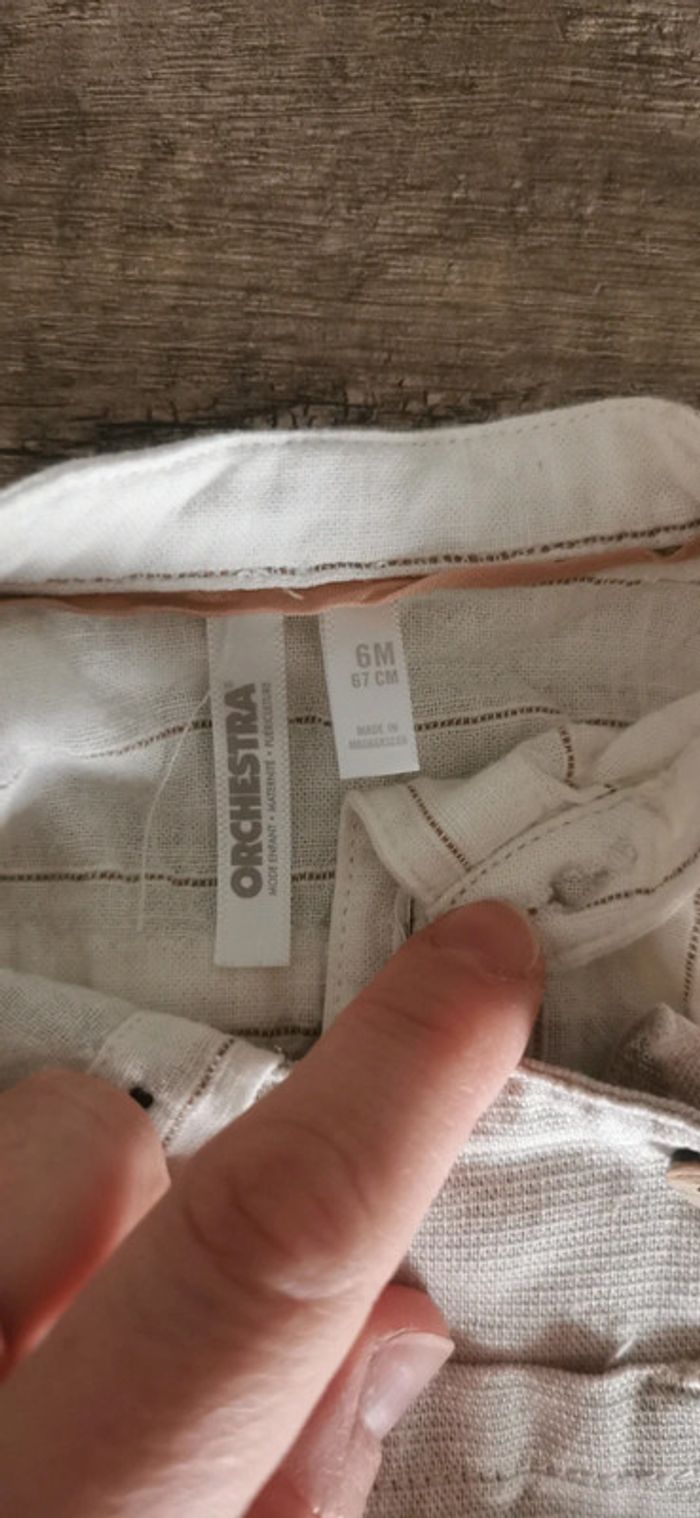 ORCHESTRA
MODE ENFANT • MATERNITÉ • PUÉRICULTURE
6M
67 CM
MADE IN
MADAGASCAR